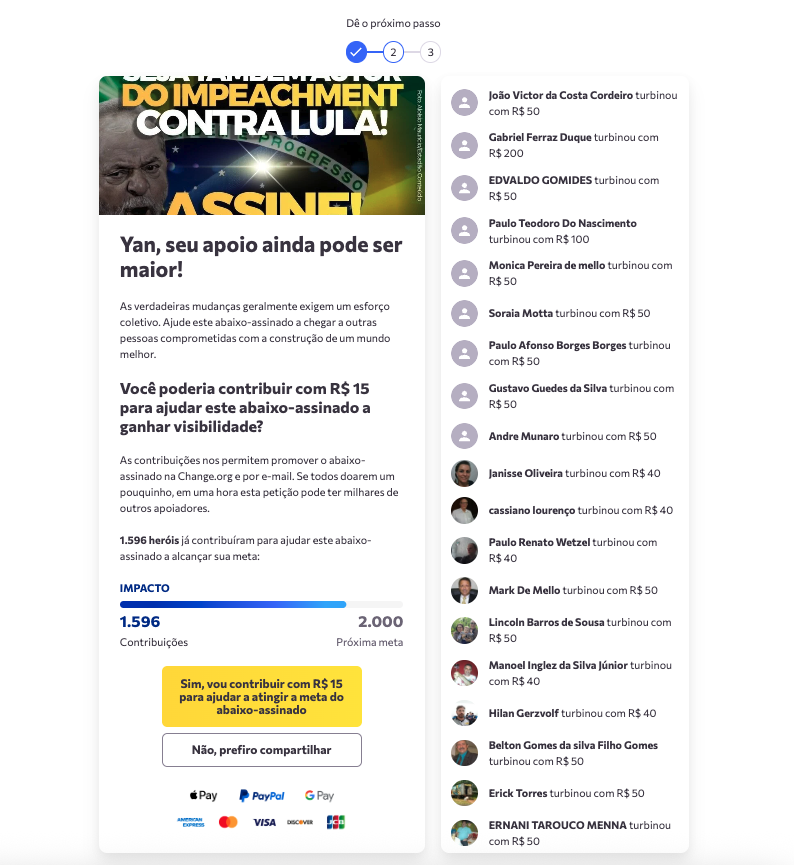 Dê o próximo passo
2
3
SEJA TAMBÉM AUTOR
DO IMPEACHMENT
CONTRA LULA!
PROGRESSO
ASSINE!
Yan, seu apoio ainda pode ser
maior!
As verdadeiras mudanças geralmente exigem um esforço
coletivo. Ajude este abaixo-assinado a chegar a outras
pessoas comprometidas com a construção de um mundo
melhor.
Você poderia contribuir com R$ 15
para ajudar este abaixo-assinado a
ganhar visibilidade?
As contribuições nos permitem promover o abaixo-
assinado na Change.org e por e-mail. Se todos doarem um
pouquinho, em uma hora esta petição pode ter milhares de
outros apoiadores.
1.596 heróis já contribuíram para ajudar este abaixo-
assinado a alcançar sua meta:
IMPACTO
1.596
2.000
Contribuições
Próxima meta
Sim, vou contribuir com R$ 15
para ajudar a atingir a meta do
abaixo-assinado
Não, prefiro compartilhar
Pay
PayPal
G Pay
AMERICAN
EXPRESS
VISA
DISCOVER
JCB
João Victor da Costa Cordeiro turbinou
com R$ 50
Gabriel Ferraz Duque turbinou com
R$ 200
EDVALDO GOMIDES turbinou com
R$ 50
Paulo Teodoro Do Nascimento
turbinou com R$ 100
Monica Pereira de mello turbinou com
R$ 50
Soraia Motta turbinou com R$ 50
Paulo Afonso Borges Borges turbinou
com R$ 50
Gustavo Guedes da Silva turbinou com
R$ 50
Andre Munaro turbinou com R$ 50
Janisse Oliveira turbinou com R$ 40
cassiano lourenço turbinou com R$ 40
Paulo Renato Wetzel turbinou com
R$ 40
Mark De Mello turbinou com R$ 50
Lincoln Barros de Sousa turbinou com
R$ 50
Manoel Inglez da Silva Júnior turbinou
com R$ 40
Hilan Gerzvolf turbinou com R$ 40
Belton Gomes da silva Filho Gomes
turbinou com R$ 50
Erick Torres turbinou com R$ 50
ERNANI TAROUCO MENNA turbinou
com R$ 50